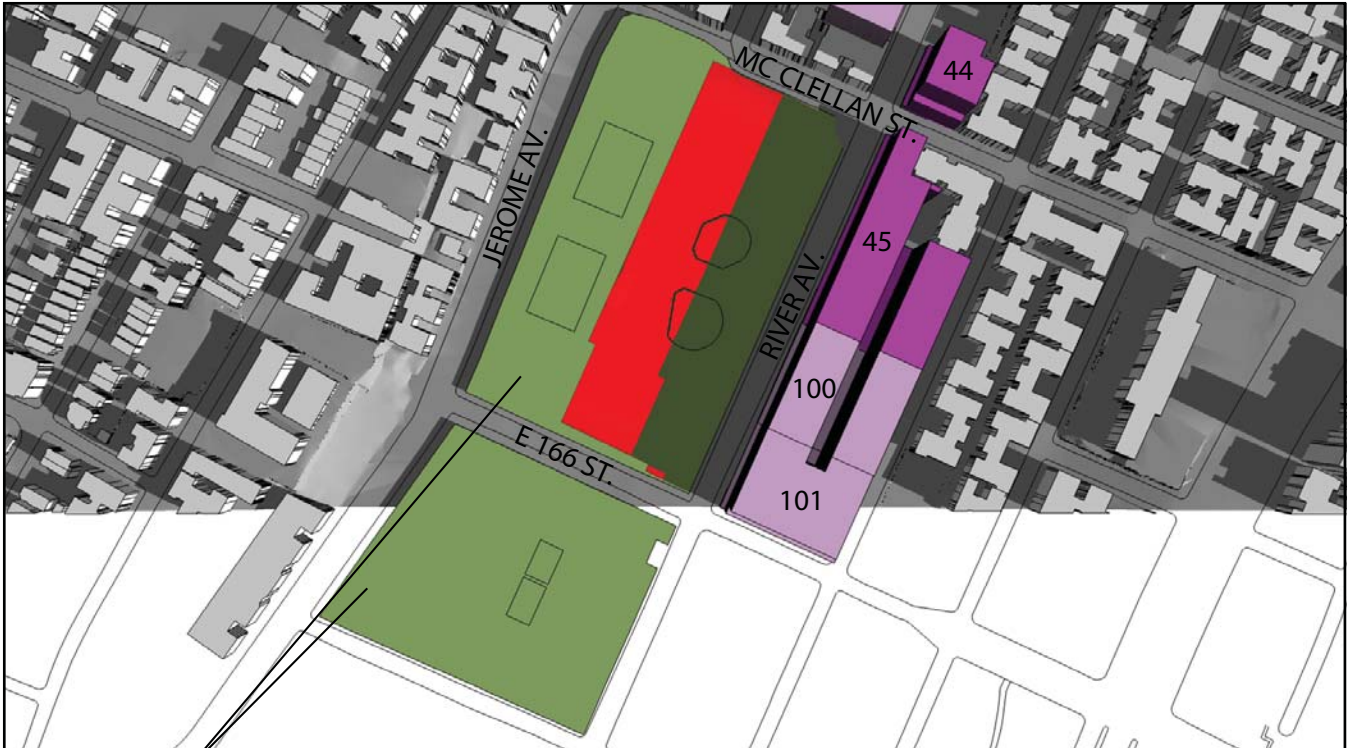 MC CLELLAN ST.
44
JEROME AV.
45
RIVER AV.
100
E 166 ST.
101